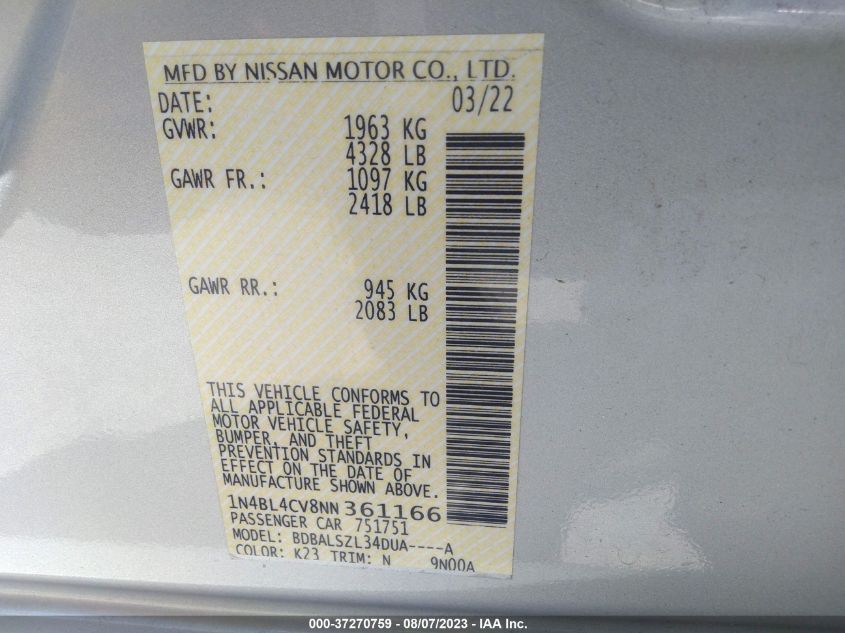 MFD BY NISSAN MOTOR CO., LTD.
DATE: 03/22
GVWR: 1963 KG
4328 LB
GAWR FR.: 1097 KG
2418 LB
GAWR RR.: 945 KG
2083 LB
THIS VEHICLE CONFORMS TO
ALL APPLICABLE FEDERAL
MOTOR VEHICLE SAFETY,
BUMPER, AND THEFT
PREVENTION STANDARDS IN
EFFECT ON THE DATE OF
MANUFACTURE SHOWN ABOVE.
1N4BL4CV8NN361166
PASSENGER CAR 751751
MODEL: BDBALSZL34DUA----A
COLOR: K23 TRIM: N 9N00A
000-37270759 - 08/07/2023 - IAA Inc.